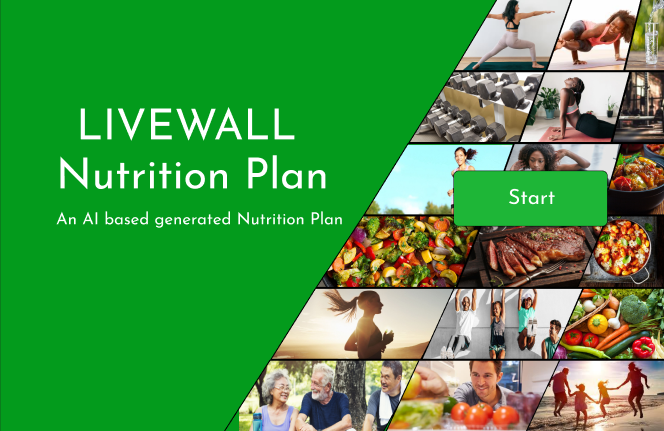 LIVEWALL
Nutrition Plan
An AI based generated Nutrition Plan
Start